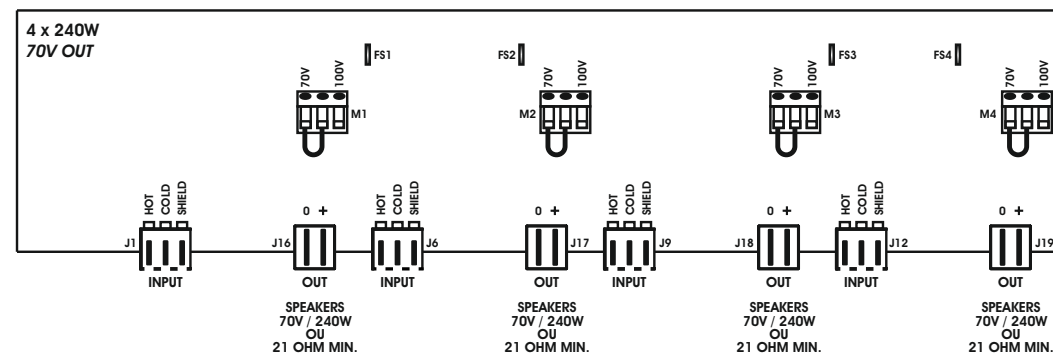 4 x 240W
70V OUT
FS1 FS2 FS3 FS4
70V 100V 70V 100V 70V 100V 70V 100V
M1 M2 M3 M4
HOT COLD SHIELD HOT COLD SHIELD HOT COLD SHIELD HOT COLD SHIELD
0 + 0 + 0 + 0 +
J1 J16 J6 J17 J9 J18 J12 J19
INPUT OUT INPUT OUT INPUT OUT INPUT OUT
SPEAKERS SPEAKERS SPEAKERS SPEAKERS
70V / 240W 70V / 240W 70V / 240W 70V / 240W
OU OU OU OU
21 OHM MIN. 21 OHM MIN. 21 OHM MIN. 21 OHM MIN.